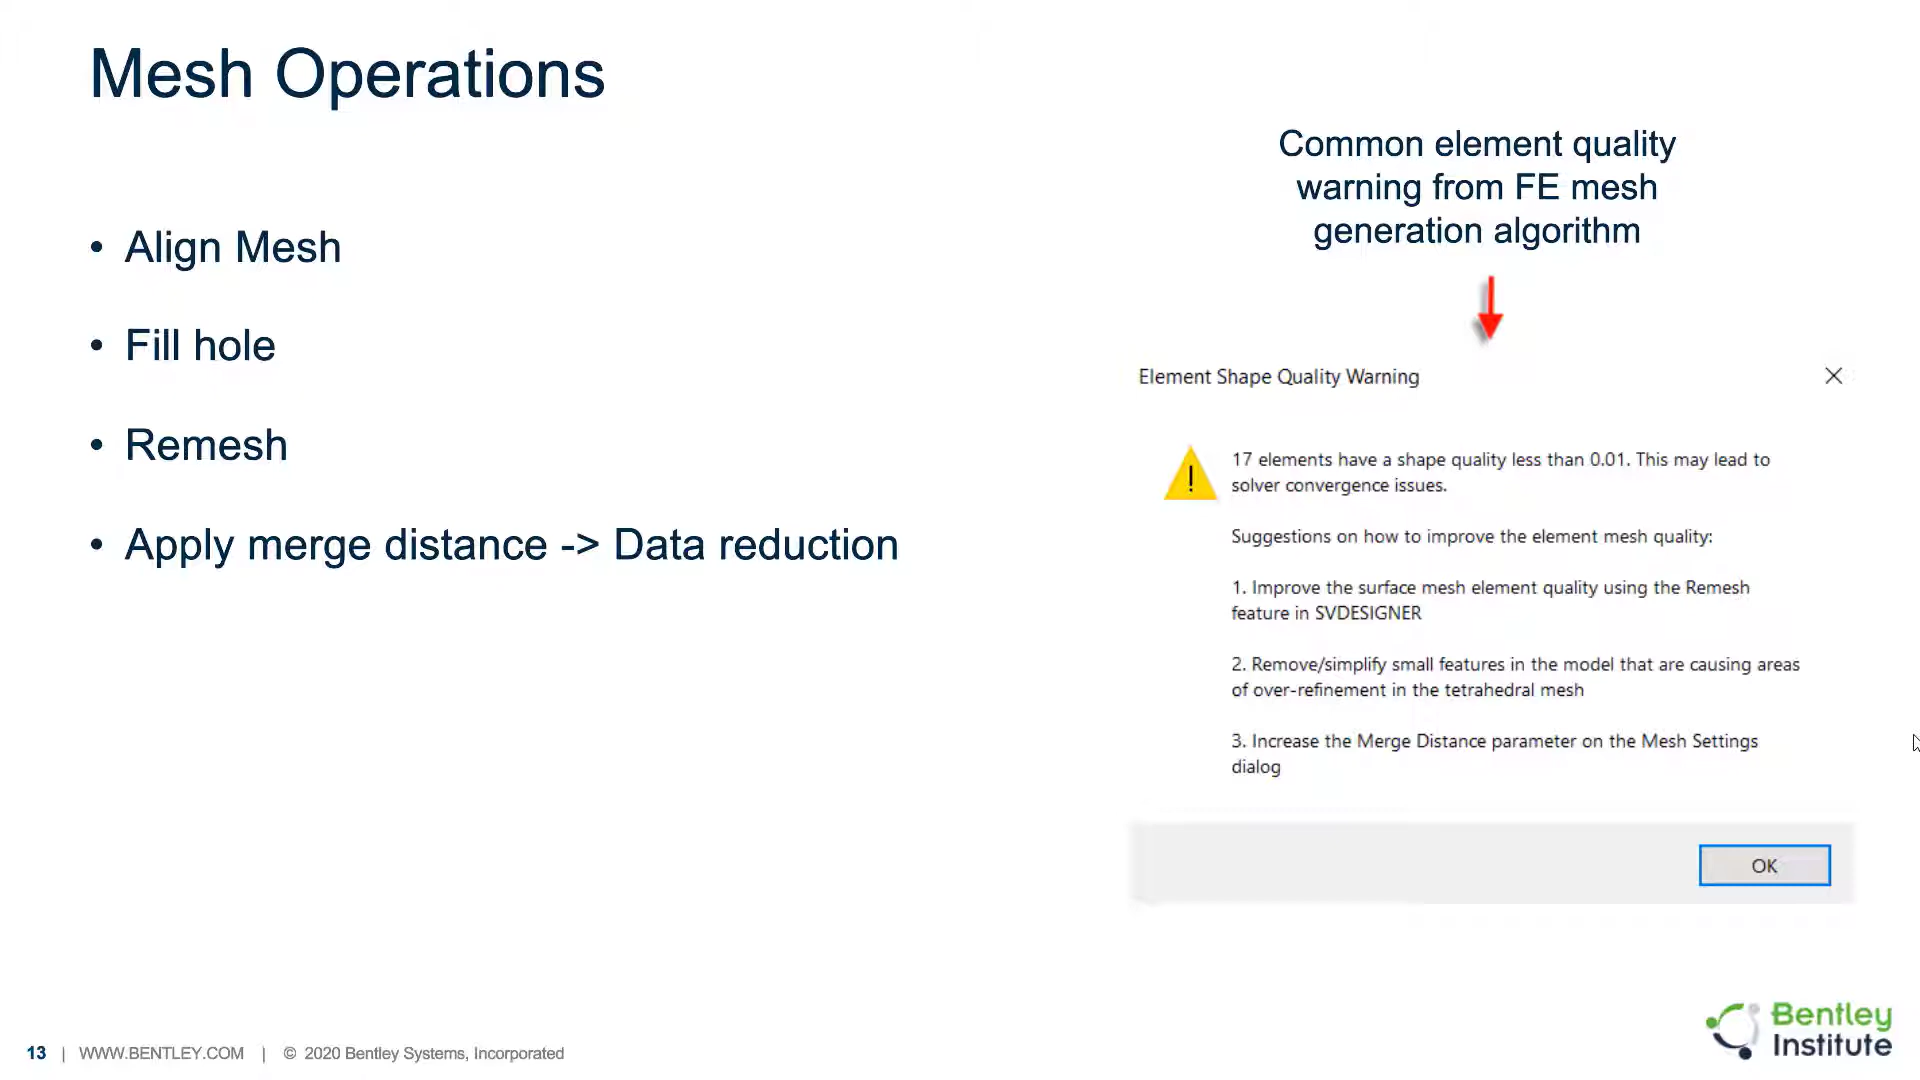 Mesh Operations
• Align Mesh
• Fill hole
• Remesh
• Apply merge distance -> Data reduction
Common element quality
warning from FE mesh
generation algorithm
Element Shape Quality Warning
17 elements have a shape quality less than 0.01. This may lead to
solver convergence issues.
Suggestions on how to improve the element mesh quality:
1. Improve the surface mesh element quality using the Remesh
feature in SVDESIGNER
2. Remove/simplify small features in the model that are causing areas
of over-refinement in the tetrahedral mesh
3. Increase the Merge Distance parameter on the Mesh Settings
dialog
OK
13 | WWW.BENTLEY.COM | © 2020 Bentley Systems, Incorporated
Bentley
Institute